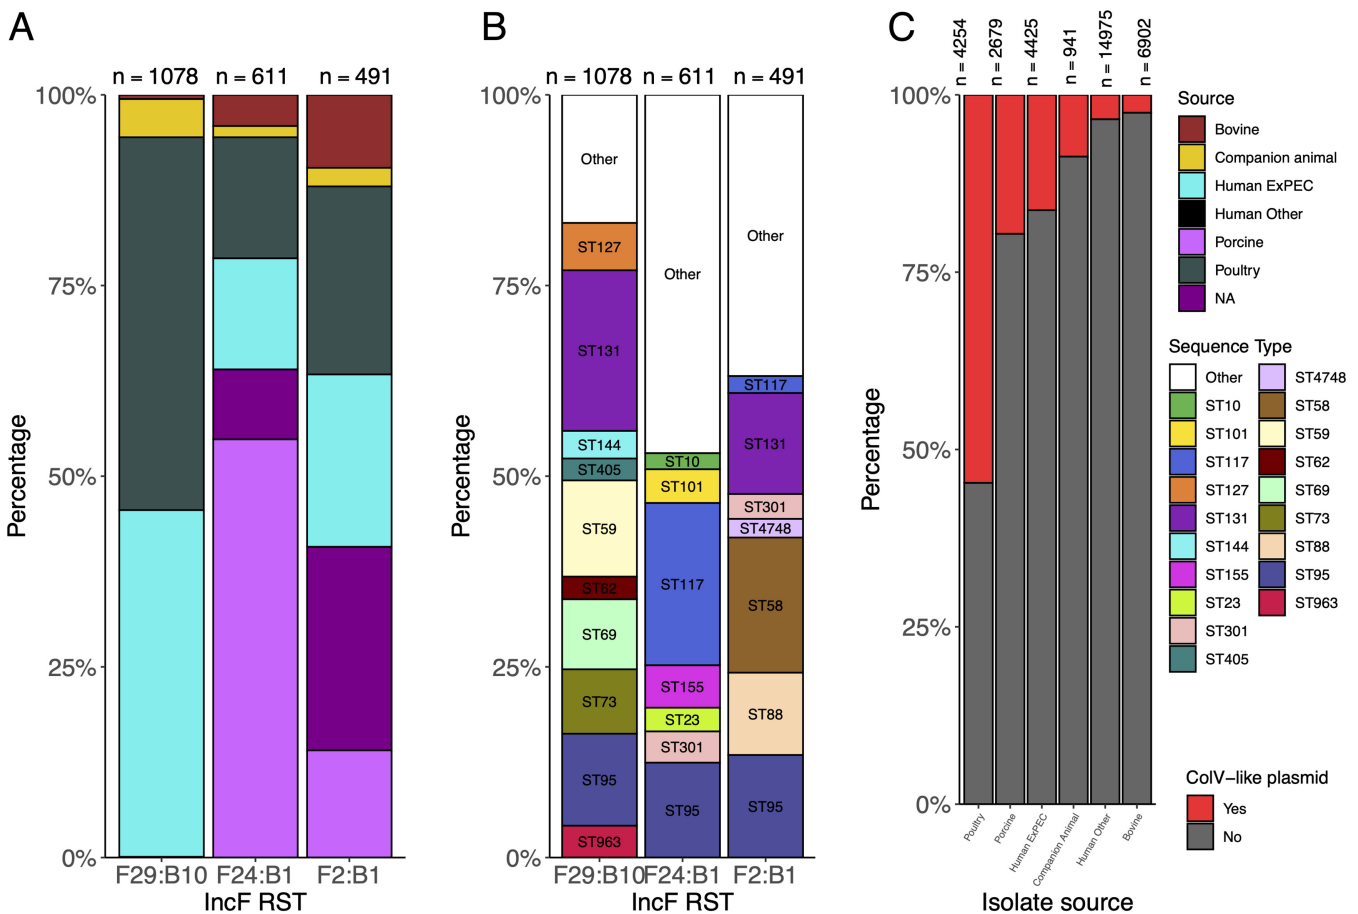 A
n = 1078 n = 611 n = 491
100%
75%
50%
25%
0%
Percentage
F29:B10 F24:B1 F2:B1
IncF RST
B
n = 1078 n = 611 n = 491
100%
75%
50%
25%
0%
Percentage
Other
ST127
ST131
ST144
ST405
ST59
ST62
ST69
ST73
ST95
ST963
Other
ST10
ST101
ST117
ST155
ST23
ST301
ST95
Other
ST117
ST131
ST301
ST4748
ST58
ST88
ST95
F29:B10 F24:B1 F2:B1
IncF RST
C
n = 4254
n = 2679
n = 4425
n = 941
n = 14975
n = 6902
100%
75%
50%
25%
0%
Percentage
Poultry
Porcine
Human ExPEC
Companion Animal
Human Other
Bovine
Isolate source
Source
Bovine
Companion animal
Human ExPEC
Human Other
Porcine
Poultry
NA
Sequence Type
Other
ST10
ST101
ST117
ST127
ST131
ST144
ST155
ST23
ST301
ST405
ST4748
ST58
ST59
ST62
ST69
ST73
ST88
ST95
ST963
ColV−like plasmid
Yes
No